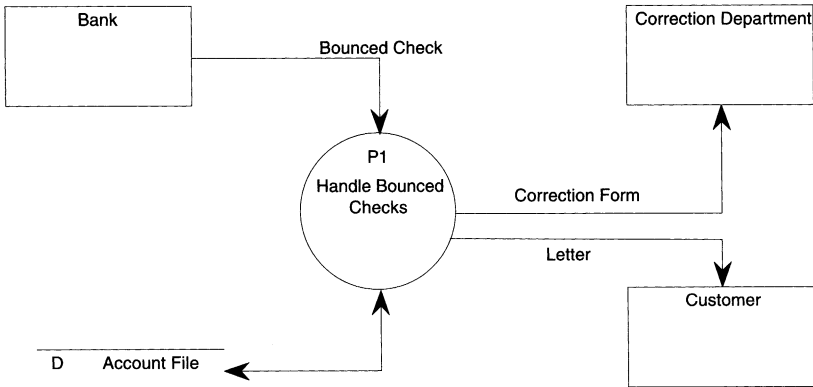 Bank
Correction Department
Bounced Check
P1
Handle Bounced
Checks
Correction Form
Letter
Customer
D Account File